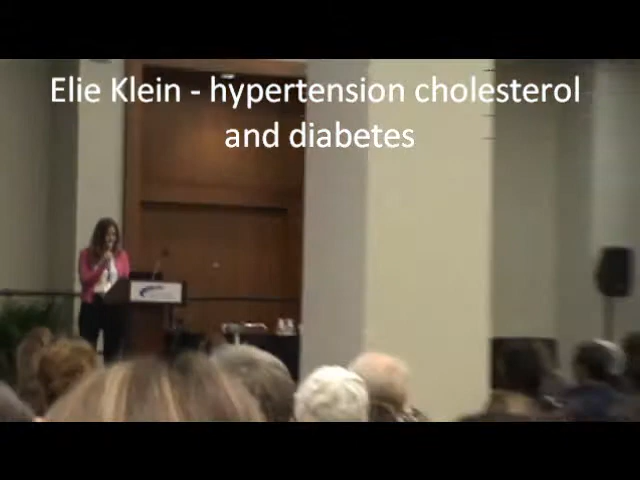 Elie Klein - hypertension cholesterol
and diabetes